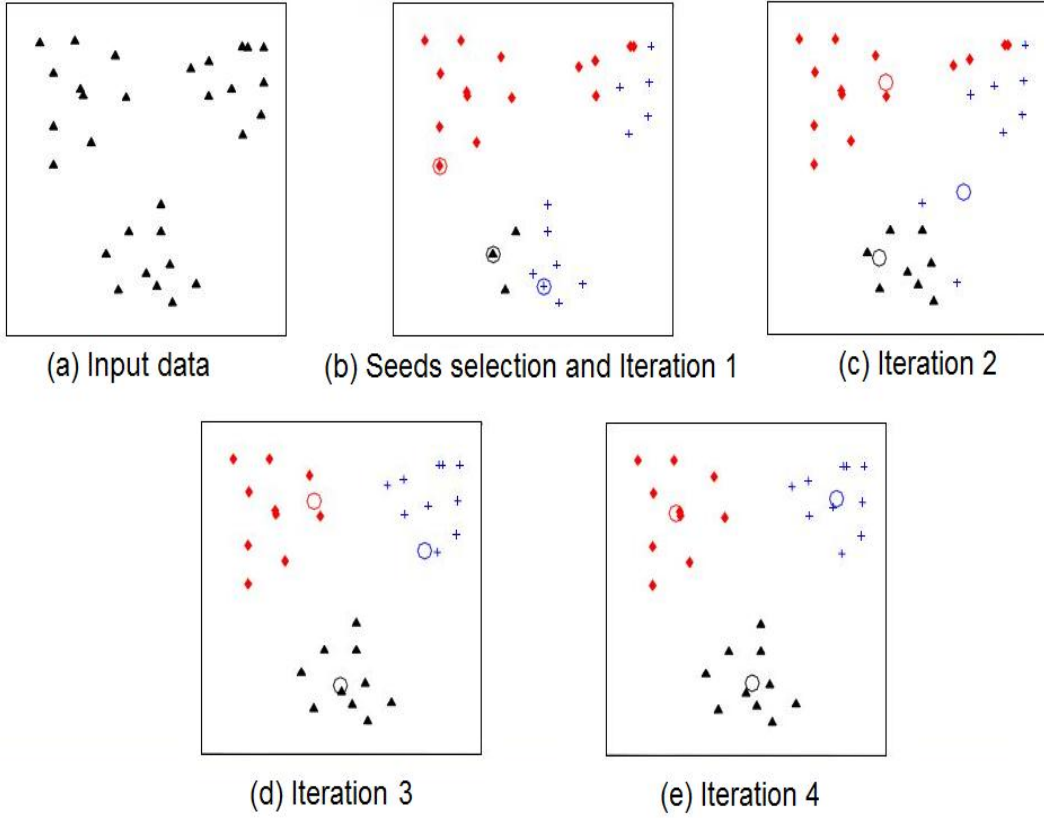 (a) Input data
(b) Seeds selection and Iteration 1
(c) Iteration 2
(d) Iteration 3
(e) Iteration 4